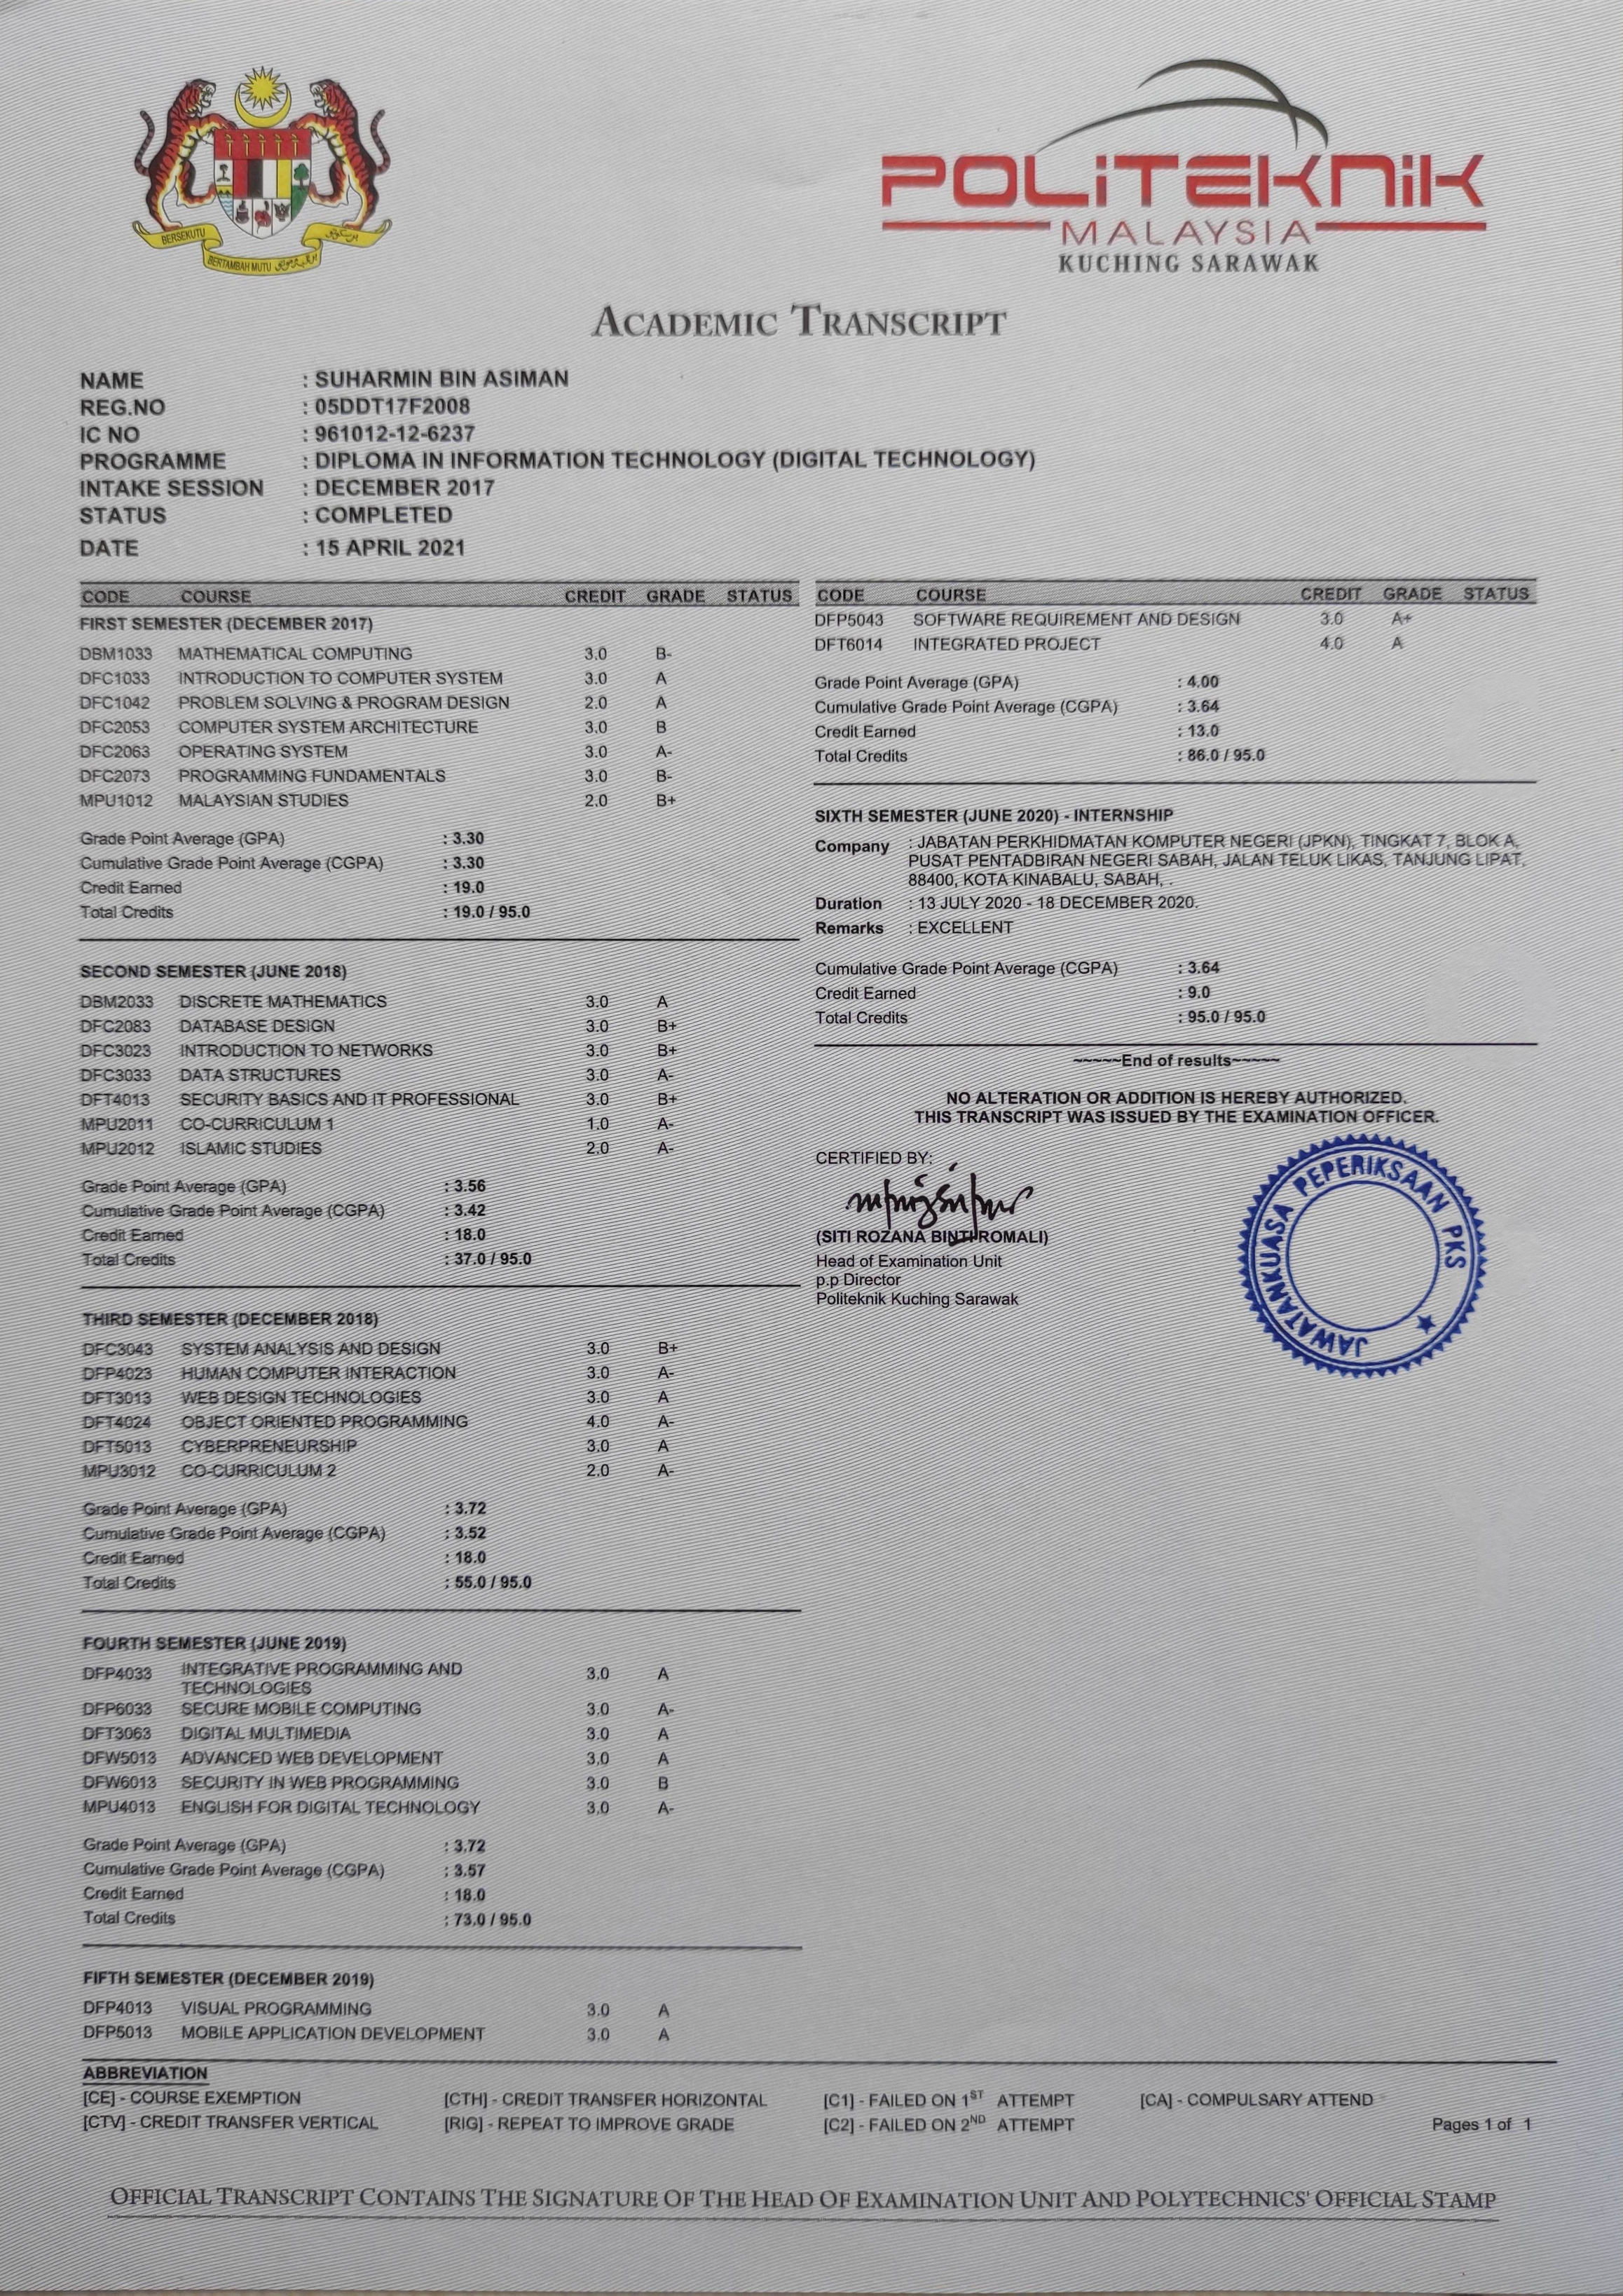 BERSEKUTU
BERTAMBAH MUTU
POLITEKNIK
MALAYSIA
KUCHING SARAWAK
ACADEMIC TRANSCRIPT
NAME : SUHARMIN BIN ASIMAN
REG.NO : 05DDT17F2008
IC NO : 961012-12-6237
PROGRAMME : DIPLOMA IN INFORMATION TECHNOLOGY (DIGITAL TECHNOLOGY)
INTAKE SESSION : DECEMBER 2017
STATUS : COMPLETED
DATE : 15 APRIL 2021
CODE COURSE CREDIT GRADE STATUS
FIRST SEMESTER (DECEMBER 2017)
DBM1033 MATHEMATICAL COMPUTING 3.0 B-
DFC1033 INTRODUCTION TO COMPUTER SYSTEM 3.0 A
DFC1042 PROBLEM SOLVING & PROGRAM DESIGN 2.0 A
DFC2053 COMPUTER SYSTEM ARCHITECTURE 3.0 B
DFC2063 OPERATING SYSTEM 3.0 A-
DFC2073 PROGRAMMING FUNDAMENTALS 3.0 B-
MPU1012 MALAYSIAN STUDIES 2.0 B+
Grade Point Average (GPA) : 3.30
Cumulative Grade Point Average (CGPA) : 3.30
Credit Earned : 19.0
Total Credits : 19.0 / 95.0
SECOND SEMESTER (JUNE 2018)
DBM2033 DISCRETE MATHEMATICS 3.0 A
DFC2083 DATABASE DESIGN 3.0 B+
DFC3023 INTRODUCTION TO NETWORKS 3.0 B+
DFC3033 DATA STRUCTURES 3.0 A-
DFT4013 SECURITY BASICS AND IT PROFESSIONAL 3.0 B+
MPU2011 CO-CURRICULUM 1 1.0 A-
MPU2012 ISLAMIC STUDIES 2.0 A-
Grade Point Average (GPA) : 3.56
Cumulative Grade Point Average (CGPA) : 3.42
Credit Earned : 18.0
Total Credits : 37.0 / 95.0
THIRD SEMESTER (DECEMBER 2018)
DFC3043 SYSTEM ANALYSIS AND DESIGN 3.0 B+
DFP4023 HUMAN COMPUTER INTERACTION 3.0 A-
DFT3013 WEB DESIGN TECHNOLOGIES 3.0 A
DFT4024 OBJECT ORIENTED PROGRAMMING 4.0 A-
DFT5013 CYBERPRENEURSHIP 3.0 A
MPU3012 CO-CURRICULUM 2 2.0 A-
Grade Point Average (GPA) : 3.72
Cumulative Grade Point Average (CGPA) : 3.52
Credit Earned : 18.0
Total Credits : 55.0 / 95.0
FOURTH SEMESTER (JUNE 2019)
DFP4033 INTEGRATIVE PROGRAMMING AND 3.0 A
TECHNOLOGIES
DFP6033 SECURE MOBILE COMPUTING 3.0 A-
DFT3063 DIGITAL MULTIMEDIA 3.0 A
DFW5013 ADVANCED WEB DEVELOPMENT 3.0 A
DFW6013 SECURITY IN WEB PROGRAMMING 3.0 B
MPU4013 ENGLISH FOR DIGITAL TECHNOLOGY 3.0 A-
Grade Point Average (GPA) : 3.72
Cumulative Grade Point Average (CGPA) : 3.57
Credit Earned : 18.0
Total Credits : 73.0 / 95.0
FIFTH SEMESTER (DECEMBER 2019)
DFP4013 VISUAL PROGRAMMING 3.0 A
DFP5013 MOBILE APPLICATION DEVELOPMENT 3.0 A
CODE COURSE CREDIT GRADE STATUS
DFP5043 SOFTWARE REQUIREMENT AND DESIGN 3.0 A+
DFT6014 INTEGRATED PROJECT 4.0 A
Grade Point Average (GPA) : 4.00
Cumulative Grade Point Average (CGPA) : 3.64
Credit Earned : 13.0
Total Credits : 86.0 / 95.0
SIXTH SEMESTER (JUNE 2020) - INTERNSHIP
Company : JABATAN PERKHIDMATAN KOMPUTER NEGERI (JPKN), TINGKAT 7, BLOK A,
PUSAT PENTADBIRAN NEGERI SABAH, JALAN TELUK LIKAS, TANJUNG LIPAT,
88400, KOTA KINABALU, SABAH, .
Duration : 13 JULY 2020 - 18 DECEMBER 2020.
Remarks : EXCELLENT
Cumulative Grade Point Average (CGPA) : 3.64
Credit Earned : 9.0
Total Credits : 95.0 / 95.0
~~~~~End of results~~~~~
NO ALTERATION OR ADDITION IS HEREBY AUTHORIZED.
THIS TRANSCRIPT WAS ISSUED BY THE EXAMINATION OFFICER.
CERTIFIED BY:
(SITI ROZANA BINTI ROMALI)
Head of Examination Unit
p.p Director
Politeknik Kuching Sarawak
JAWATANKUASA PEPERIKSAAN PKS
ABBREVIATION
[CE] - COURSE EXEMPTION [CTH] - CREDIT TRANSFER HORIZONTAL [C1] - FAILED ON 1ST ATTEMPT [CA] - COMPULSARY ATTEND
[CTV] - CREDIT TRANSFER VERTICAL [RIG] - REPEAT TO IMPROVE GRADE [C2] - FAILED ON 2ND ATTEMPT
Pages 1 of 1
OFFICIAL TRANSCRIPT CONTAINS THE SIGNATURE OF THE HEAD OF EXAMINATION UNIT AND POLYTECHNICS' OFFICIAL STAMP